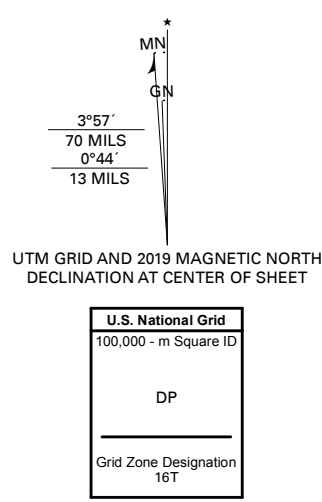 MN
GN
3°57´
70 MILS
0°44´
13 MILS
UTM GRID AND 2019 MAGNETIC NORTH
DECLINATION AT CENTER OF SHEET
U.S. National Grid
100,000 - m Square ID
DP
Grid Zone Designation
16T